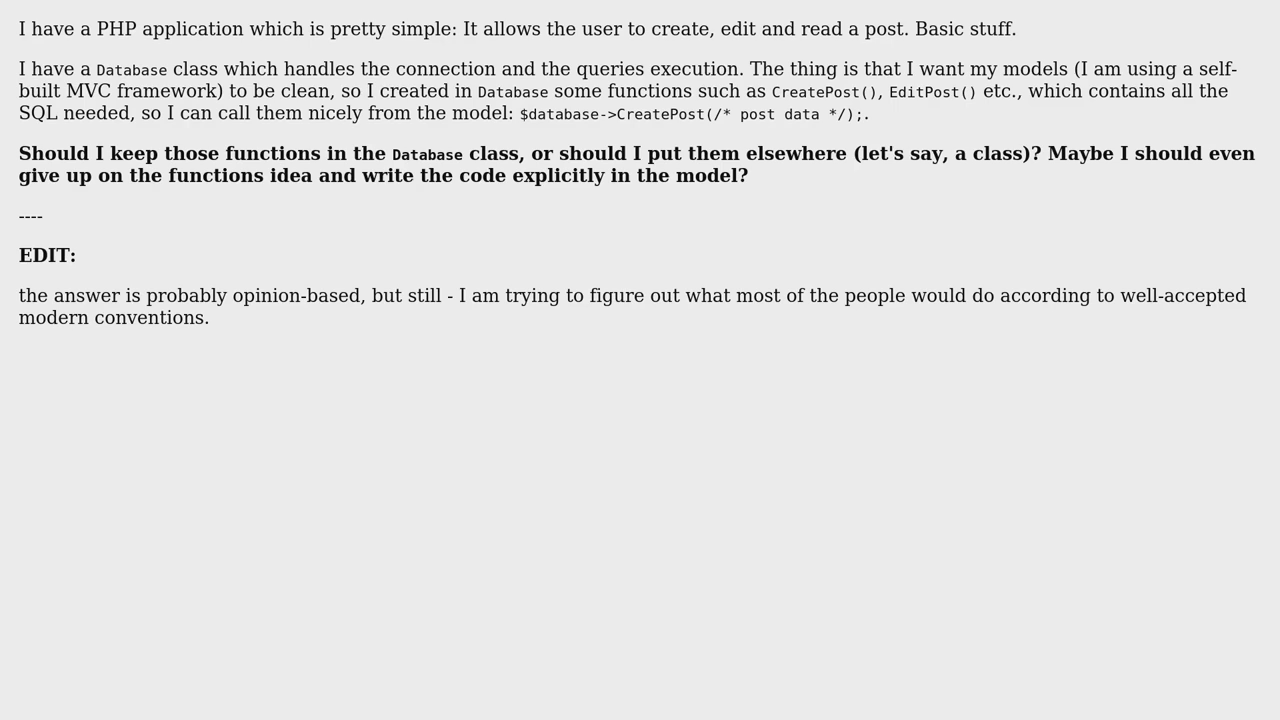 I have a PHP application which is pretty simple: It allows the user to create, edit and read a post. Basic stuff.
I have a Database class which handles the connection and the queries execution. The thing is that I want my models (I am using a self-
built MVC framework) to be clean, so I created in Database some functions such as CreatePost(), EditPost() etc., which contains all the
SQL needed, so I can call them nicely from the model: $database->CreatePost(/* post data */);.
Should I keep those functions in the Database class, or should I put them elsewhere (let's say, a class)? Maybe I should even
give up on the functions idea and write the code explicitly in the model?
----
EDIT:
the answer is probably opinion-based, but still - I am trying to figure out what most of the people would do according to well-accepted
modern conventions.